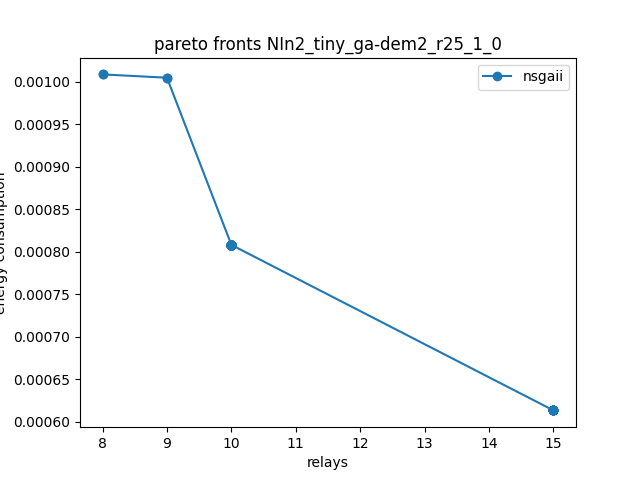 pareto fronts NIn2_tiny_ga-dem2_r25_1_0
nsgaii
0.00100
0.00095
0.00090
0.00085
0.00080
0.00075
0.00070
0.00065
0.00060
energy consumption
8 9 10 11 12 13 14 15
relays